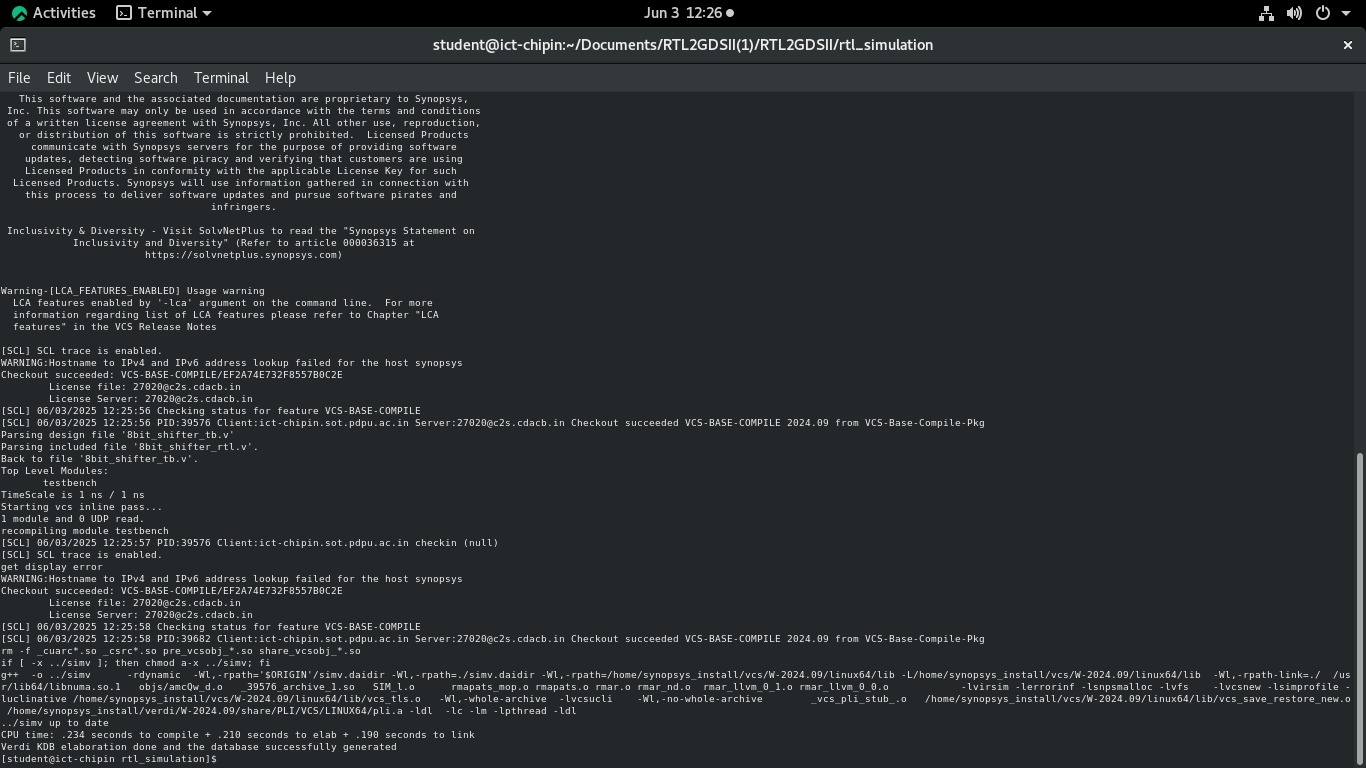 Activities Terminal Jun 3 12:26
student@ict-chipin:~/Documents/RTL2GDSII(1)/RTL2GDSII/rtl_simulation
File Edit View Search Terminal Help
This software and the associated documentation are proprietary to Synopsys,
Inc. This software may only be used in accordance with the terms and conditions
of a written license agreement with Synopsys, Inc. All other use, reproduction,
or distribution of this software is strictly prohibited.  Licensed Products
communicate with Synopsys servers for the purpose of providing software
updates, detecting software piracy and verifying that customers are using
Licensed Products in conformity with the applicable License Key for such
Licensed Products. Synopsys will use information gathered in connection with
this process to deliver software updates and pursue software pirates and
infringers.
Inclusivity & Diversity - Visit SolvNetPlus to read the "Synopsys Statement on
Inclusivity and Diversity" (Refer to article 000036315 at
https://solvnetplus.synopsys.com)
Warning-[LCA_FEATURES_ENABLED] Usage warning
LCA features enabled by '-lca' argument on the command line.  For more
information regarding list of LCA features please refer to Chapter "LCA
features" in the VCS Release Notes
[SCL] SCL trace is enabled.
WARNING:Hostname to IPv4 and IPv6 address lookup failed for the host synopsys
Checkout succeeded: VCS-BASE-COMPILE/EF2A74E732F8557B0C2E
License file: 27020@c2s.cdacb.in
License Server: 27020@c2s.cdacb.in
[SCL] 06/03/2025 12:25:56 Checking status for feature VCS-BASE-COMPILE
[SCL] 06/03/2025 12:25:56 PID:39576 Client:ict-chipin.sot.pdpu.ac.in Server:27020@c2s.cdacb.in Checkout succeeded VCS-BASE-COMPILE 2024.09 from VCS-Base-Compile-Pkg
Parsing design file '8bit_shifter_tb.v'
Parsing included file '8bit_shifter_rtl.v'.
Back to file '8bit_shifter_tb.v'.
Top Level Modules:
testbench
TimeScale is 1 ns / 1 ns
Starting vcs inline pass...
1 module and 0 UDP read.
recompiling module testbench
[SCL] 06/03/2025 12:25:57 PID:39576 Client:ict-chipin.sot.pdpu.ac.in checkin (null)
[SCL] SCL trace is enabled.
get display error
WARNING:Hostname to IPv4 and IPv6 address lookup failed for the host synopsys
Checkout succeeded: VCS-BASE-COMPILE/EF2A74E732F8557B0C2E
License file: 27020@c2s.cdacb.in
License Server: 27020@c2s.cdacb.in
[SCL] 06/03/2025 12:25:58 Checking status for feature VCS-BASE-COMPILE
[SCL] 06/03/2025 12:25:58 PID:39682 Client:ict-chipin.sot.pdpu.ac.in Server:27020@c2s.cdacb.in Checkout succeeded VCS-BASE-COMPILE 2024.09 from VCS-Base-Compile-Pkg
rm -f _cuarc*.so _csrc*.so pre_vcsobj_*.so share_vcsobj_*.so
if [ -x ../simv ]; then chmod a-x ../simv; fi
g++  -o ../simv      -rdynamic  -Wl,-rpath='$ORIGIN'/simv.daidir -Wl,-rpath=./simv.daidir -Wl,-rpath=/home/synopsys_install/vcs/W-2024.09/linux64/lib -L/home/synopsys_install/vcs/W-2024.09/linux64/lib  -Wl,-rpath-link=./  /us
r/lib64/libnuma.so.1   objs/amcQw_d.o   _39576_archive_1.so   SIM_l.o      rmapats_mop.o rmapats.o rmar.o rmar_nd.o  rmar_llvm_0_1.o rmar_llvm_0_0.o            -lvirsim -lerrorinf -lsnpsmalloc -lvfs    -lvcsnew -lsimprofile -
luclinative /home/synopsys_install/vcs/W-2024.09/linux64/lib/vcs_tls.o   -Wl,-whole-archive  -lvcsucli    -Wl,-no-whole-archive        _vcs_pli_stub_.o   /home/synopsys_install/vcs/W-2024.09/linux64/lib/vcs_save_restore_new.o
/home/synopsys_install/verdi/W-2024.09/share/PLI/VCS/LINUX64/pli.a -ldl  -lc -lm -lpthread -ldl
../simv up to date
CPU time: .234 seconds to compile + .210 seconds to elab + .190 seconds to link
Verdi KDB elaboration done and the database successfully generated
[student@ict-chipin rtl_simulation]$